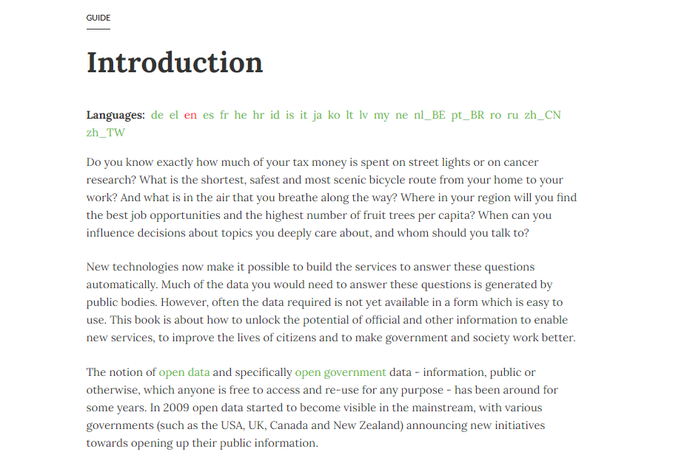 GUIDE
Introduction
Languages: de el en es fr he hr id is it ja ko lt lv my ne nl_BE pt_BR ro ru zh_CN
zh_TW
Do you know exactly how much of your tax money is spent on street lights or on cancer
research? What is the shortest, safest and most scenic bicycle route from your home to your
work? And what is in the air that you breathe along the way? Where in your region will you find
the best job opportunities and the highest number of fruit trees per capita? When can you
influence decisions about topics you deeply care about, and whom should you talk to?
New technologies now make it possible to build the services to answer these questions
automatically. Much of the data you would need to answer these questions is generated by
public bodies. However, often the data required is not yet available in a form which is easy to
use. This book is about how to unlock the potential of official and other information to enable
new services, to improve the lives of citizens and to make government and society work better.
The notion of open data and specifically open government data - information, public or
otherwise, which anyone is free to access and re-use for any purpose - has been around for
some years. In 2009 open data started to become visible in the mainstream, with various
governments (such as the USA, UK, Canada and New Zealand) announcing new initiatives
towards opening up their public information.